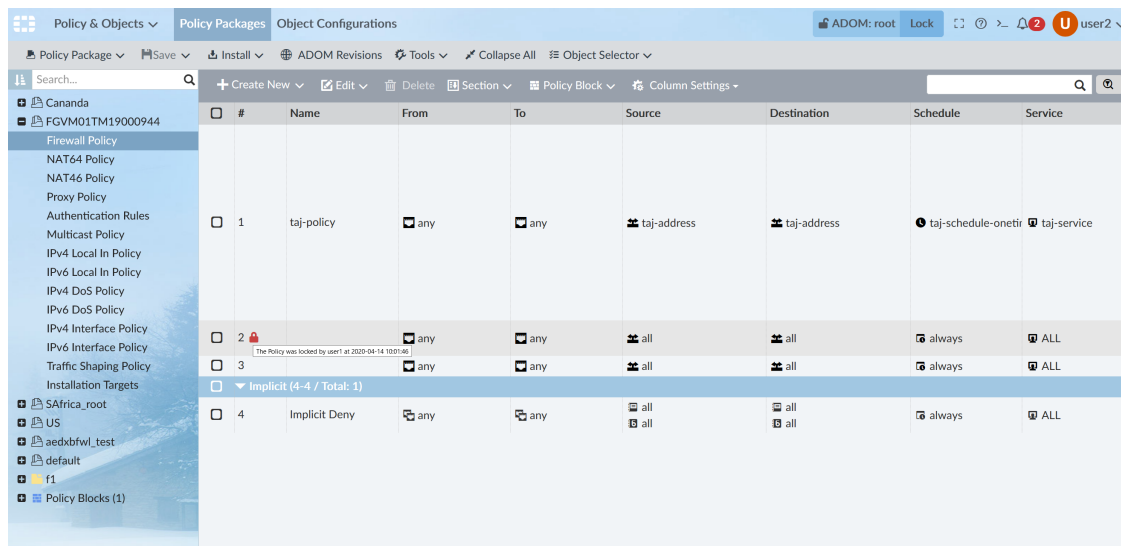 Policy & Objects Policy Packages Object Configurations ADOM: root Lock 2 U user2
Policy Package Save Install ADOM Revisions Tools Collapse All Object Selector
Search... Create New Edit Delete Section Policy Block Column Settings
Cananda
# Name From To Source Destination Schedule Service
FGVM01TM19000944
Firewall Policy
NAT64 Policy
NAT46 Policy
Proxy Policy
Authentication Rules
Multicast Policy
IPv4 Local In Policy
IPv6 Local In Policy
IPv4 DoS Policy
IPv6 DoS Policy
IPv4 Interface Policy
IPv6 Interface Policy
Traffic Shaping Policy
Installation Targets
SAfrica_root
US
aedxbfwl_test
default
f1
Policy Blocks (1)
1 taj-policy any any taj-address taj-address taj-schedule-onetir taj-service
2 any any all all always ALL
The Policy was locked by user1 at 2020-04-14 10:01:46
3 any any all all always ALL
Implicit (4-4 / Total: 1)
4 Implicit Deny any any all all always ALL
all all